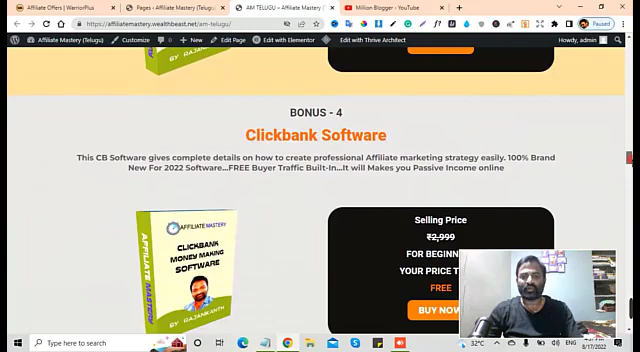 Affiliate Offers | WarriorPlus
Pages ‹ Affiliate Mastery (Telugu)
AM TELUGU – Affiliate Mastery (T
Million Blogger - YouTube
https://affiliatemastery.wealthbeast.net/am-telugu/
Paused
Affiliate Mastery (Telugu)
Customize
0
New
Edit Page
Edit with Elementor
Edit with Thrive Architect
Howdy, admin
BY RAJANIKANTH
BONUS - 4
Clickbank Software
This CB Software gives complete details on how to create professional Affiliate marketing strategy easily. 100% Brand
New For 2022 Software...FREE Buyer Traffic Built-In...It will Makes you Passive Income online
AFFILIATE MASTERY
CLICKBANK
MONEY MAKING
SOFTWARE
AFFILIATE MASTERY
BY RAJANIKANTH
Selling Price
₹2,999
FOR BEGINN
YOUR PRICE T
FREE
BUY NOW
Type here to search
32°C
ENG
8/17/2022